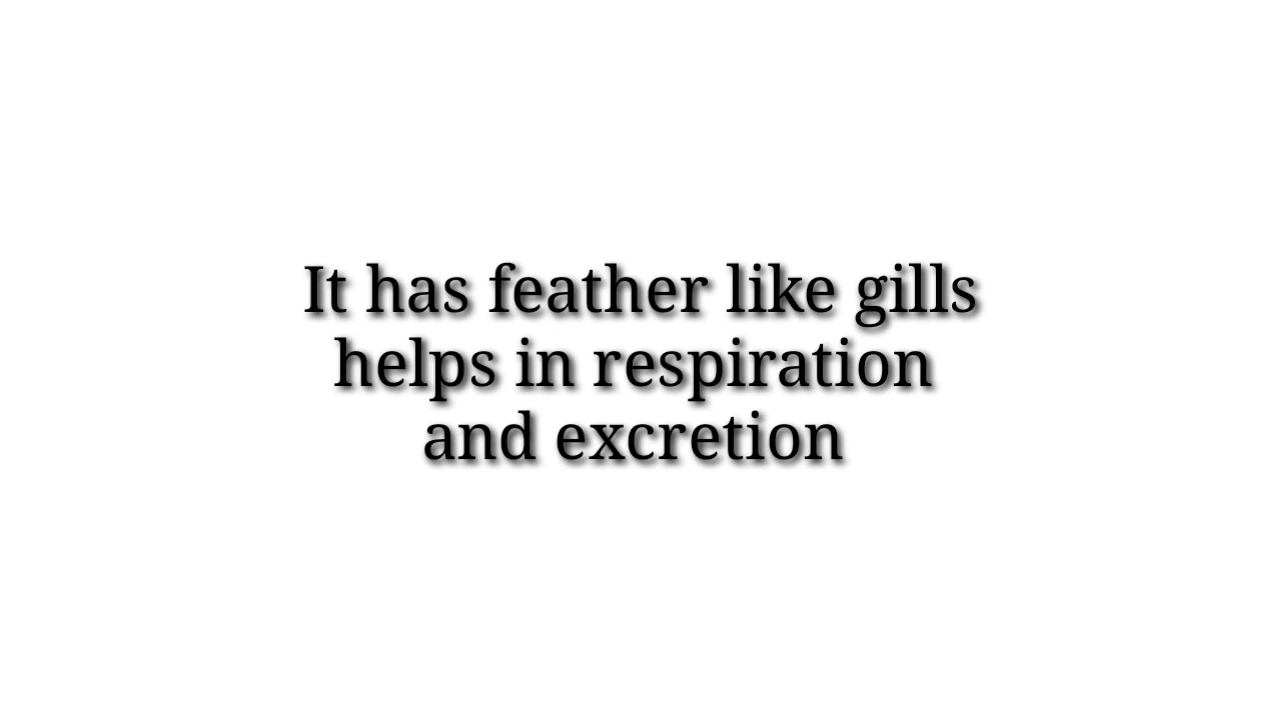 It has feather like gills
helps in respiration
and excretion